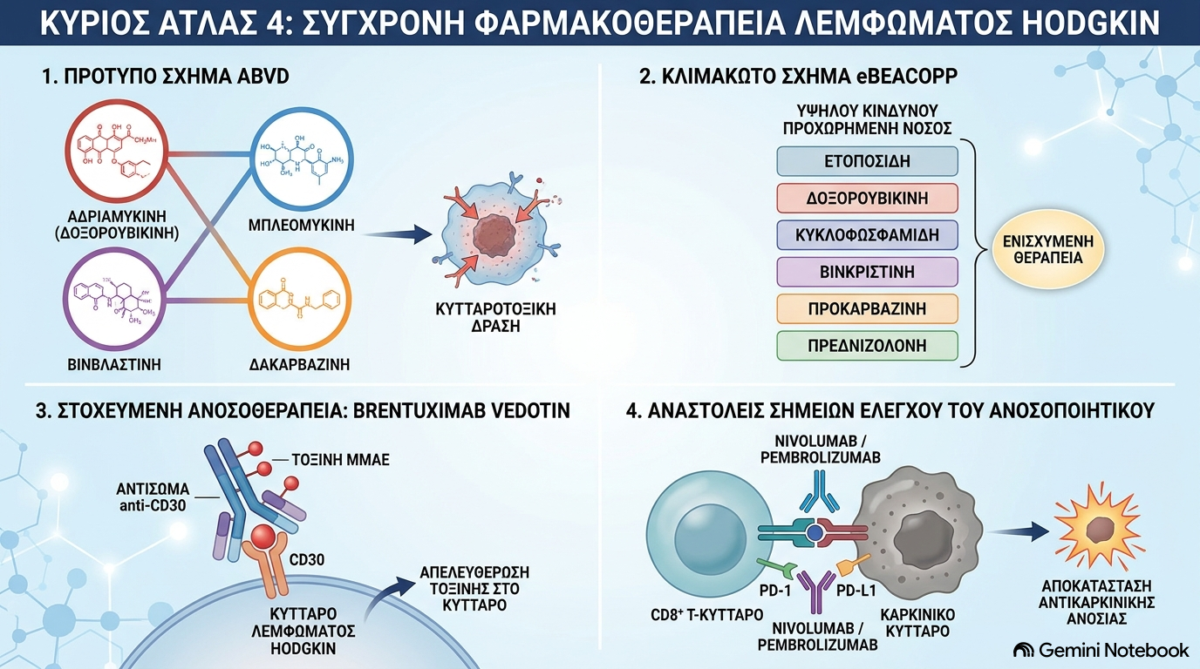 ΚΥΡΙΟΣ ΑΤΛΑΣ 4: ΣΥΓΧΡΟΝΗ ΦΑΡΜΑΚΟΘΕΡΑΠΕΙΑ ΛΕΜΦΩΜΑΤΟΣ HODGKIN
1. ΠΡΟΤΥΠΟ ΣΧΗΜΑ ABVD
ΑΔΡΙΑΜΥΚΙΝΗ
(ΔΟΞΟΡΟΥΒΙΚΙΝΗ)
ΜΠΛΕΟΜΥΚΙΝΗ
ΒΙΝΒΛΑΣΤΙΝΗ
ΔΑΚΑΡΒΑΖΙΝΗ
ΚΥΤΤΑΡΟΤΟΞΙΚΗ
ΔΡΑΣΗ
2. ΚΛΙΜΑΚΩΤΟ ΣΧΗΜΑ eBEACOPP
ΥΨΗΛΟΥ ΚΙΝΔΥΝΟΥ
ΠΡΟΧΩΡΗΜΕΝΗ ΝΟΣΟΣ
ΕΤΟΠΟΣΙΔΗ
ΔΟΞΟΡΟΥΒΙΚΙΝΗ
ΚΥΚΛΟΦΩΣΦΑΜΙΔΗ
ΒΙΝΚΡΙΣΤΙΝΗ
ΠΡΟΚΑΡΒΑΖΙΝΗ
ΠΡΕΔΝΙΖΟΛΟΝΗ
ΕΝΙΣΧΥΜΕΝΗ
ΘΕΡΑΠΕΙΑ
3. ΣΤΟΧΕΥΜΕΝΗ ΑΝΟΣΟΘΕΡΑΠΕΙΑ: BRENTUXIMAB VEDOTIN
ΤΟΞΙΝΗ MMAE
ΑΝΤΙΣΩΜΑ
anti-CD30
CD30
ΚΥΤΤΑΡΟ
ΛΕΜΦΩΜΑΤΟΣ
HODGKIN
ΑΠΕΛΕΥΘΕΡΩΣΗ
ΤΟΞΙΝΗΣ ΣΤΟ
ΚΥΤΤΑΡΟ
4. ΑΝΑΣΤΟΛΕΙΣ ΣΗΜΕΙΩΝ ΕΛΕΓΧΟΥ ΤΟΥ ΑΝΟΣΟΠΟΙΗΤΙΚΟΥ
NIVOLUMAB /
PEMBROLIZUMAB
PD-1
PD-L1
CD8⁺ Τ-ΚΥΤΤΑΡΟ
ΚΑΡΚΙΝΙΚΟ
ΚΥΤΤΑΡΟ
NIVOLUMAB /
PEMBROLIZUMAB
ΑΠΟΚΑΤΑΣΤΑΣΗ
ΑΝΤΙΚΑΡΚΙΝΙΚΗΣ
ΑΝΟΣΙΑΣ
Gemini Notebook